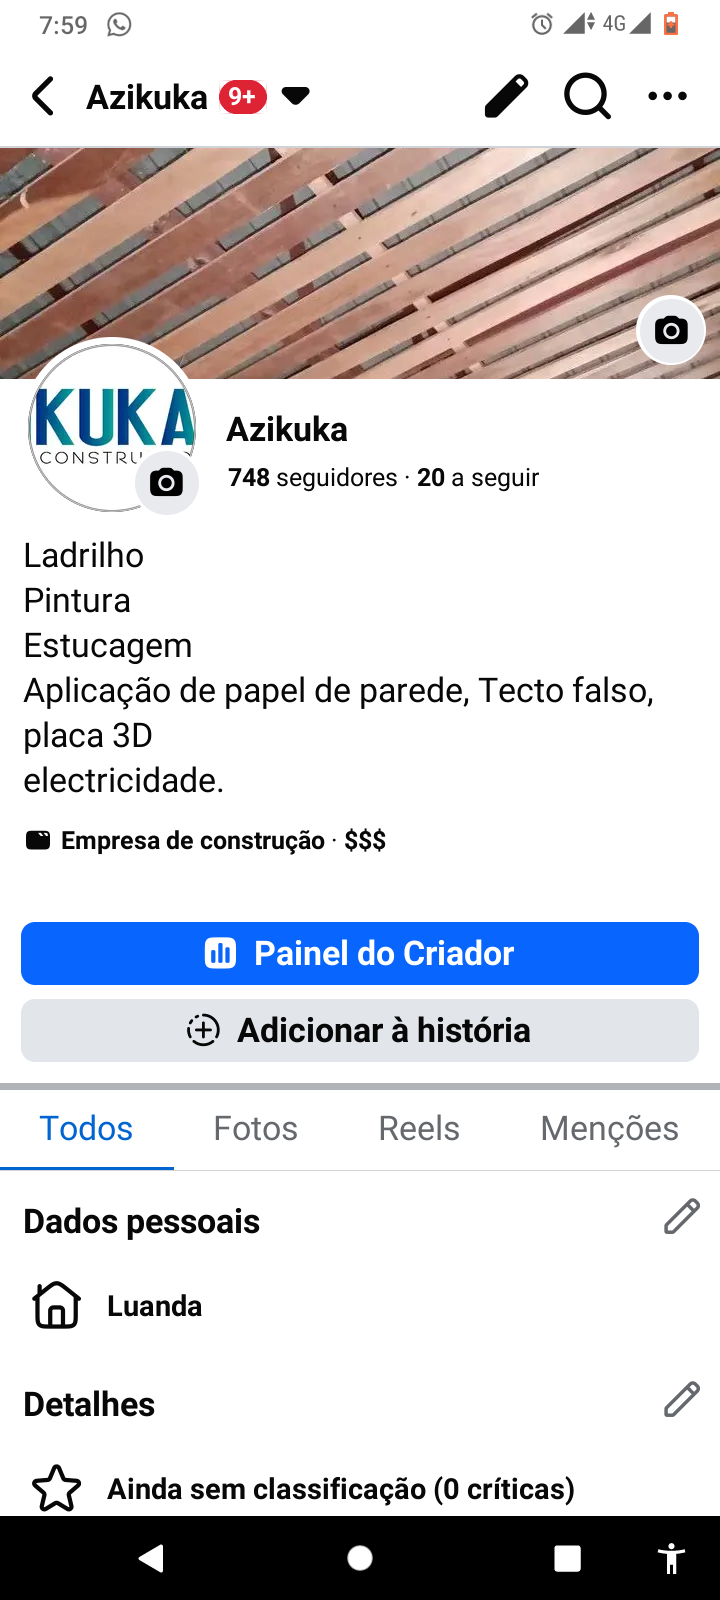 7:59 4G
Azikuka 9+
KUKA
Azikuka
748 seguidores · 20 a seguir
Ladrilho
Pintura
Estucagem
Aplicação de papel de parede, Tecto falso,
placa 3D
electricidade.
Empresa de construção · $$$
Painel do Criador
Adicionar à história
Todos Fotos Reels Menções
Dados pessoais
Luanda
Detalhes
Ainda sem classificação (0 críticas)